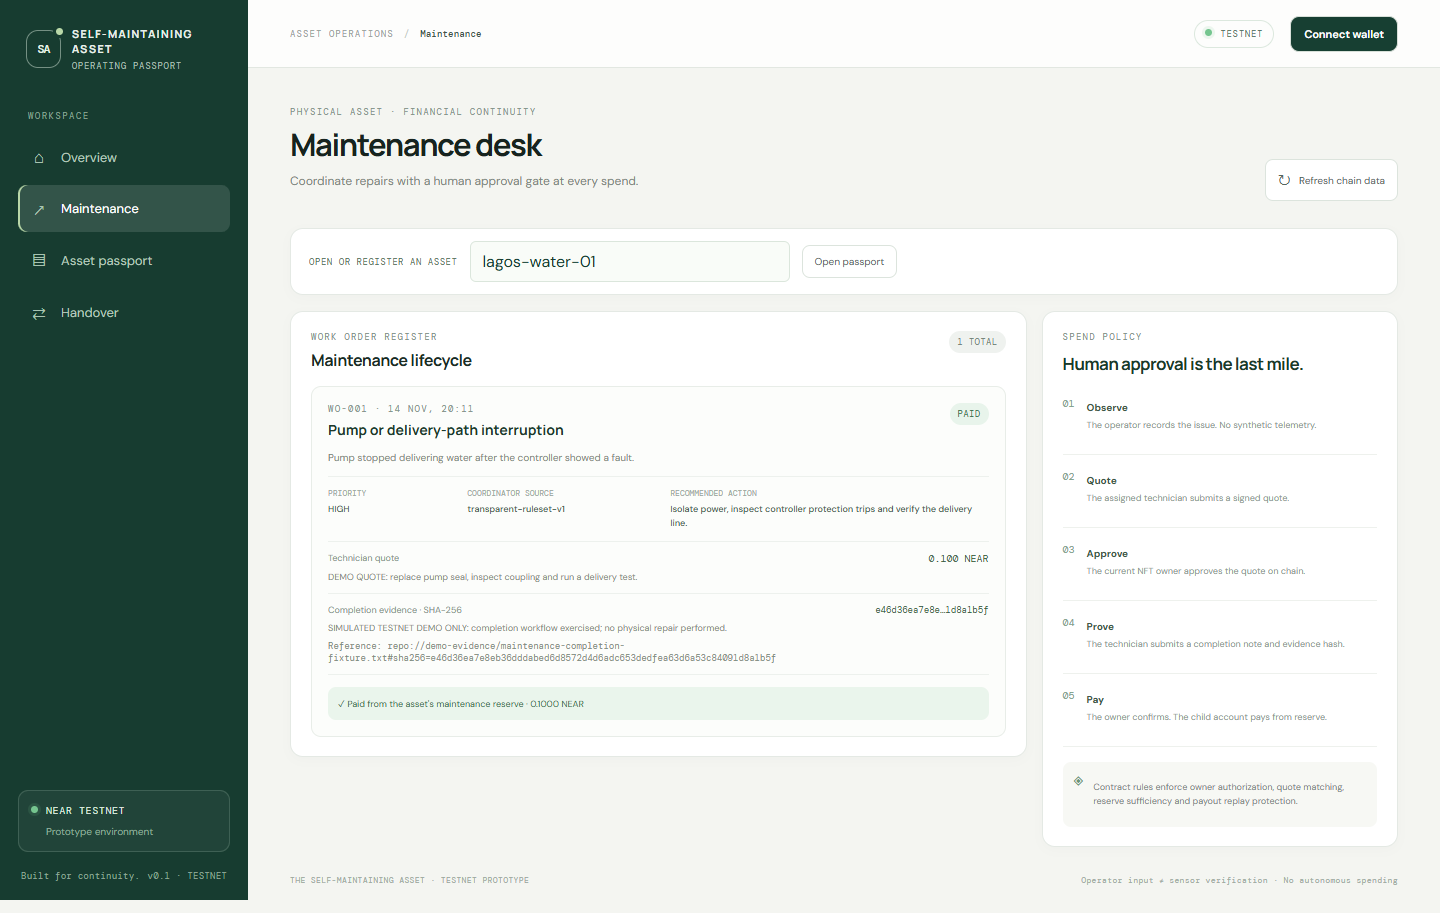 SA
SELF-MAINTAINING
ASSET
OPERATING PASSPORT
WORKSPACE
Overview
Maintenance
Asset passport
Handover
NEAR TESTNET
Prototype environment
Built for continuity. v0.1 · TESTNET
ASSET OPERATIONS / Maintenance
TESTNET
Connect wallet
PHYSICAL ASSET · FINANCIAL CONTINUITY
Maintenance desk
Coordinate repairs with a human approval gate at every spend.
Refresh chain data
OPEN OR REGISTER AN ASSET
lagos-water-01
Open passport
WORK ORDER REGISTER
Maintenance lifecycle
1 TOTAL
WO-001 · 14 NOV, 20:11
PAID
Pump or delivery-path interruption
Pump stopped delivering water after the controller showed a fault.
PRIORITY
HIGH
COORDINATOR SOURCE
transparent-ruleset-v1
RECOMMENDED ACTION
Isolate power, inspect controller protection trips and verify the delivery
line.
Technician quote
0.100 NEAR
DEMO QUOTE: replace pump seal, inspect coupling and run a delivery test.
Completion evidence · SHA-256
e46d36ea7e8e…1d8a1b5f
SIMULATED TESTNET DEMO ONLY: completion workflow exercised; no physical repair performed.
Reference: repo://demo-evidence/maintenance-completion-
fixture.txt#sha256=e46d36ea7e8eb36dddabed6d8572d4d6adc653dedfea63d6a53c84091d8a1b5f
✓ Paid from the asset's maintenance reserve · 0.1000 NEAR
SPEND POLICY
Human approval is the last mile.
01
Observe
The operator records the issue. No synthetic telemetry.
02
Quote
The assigned technician submits a signed quote.
03
Approve
The current NFT owner approves the quote on chain.
04
Prove
The technician submits a completion note and evidence hash.
05
Pay
The owner confirms. The child account pays from reserve.
Contract rules enforce owner authorization, quote matching,
reserve sufficiency and payout replay protection.
THE SELF-MAINTAINING ASSET · TESTNET PROTOTYPE
Operator input ≠ sensor verification · No autonomous spending